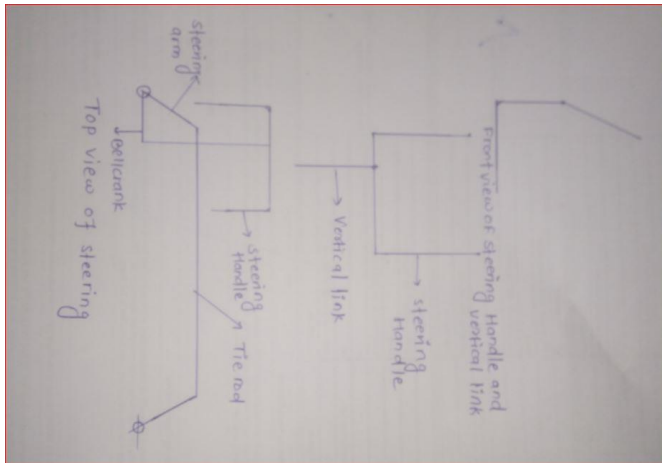 steering
arm
Bellcrank
Top view of steering
steering
Handle
Tie rod
Vertical link
steering
Handle
Front view of steering Handle and
vertical link